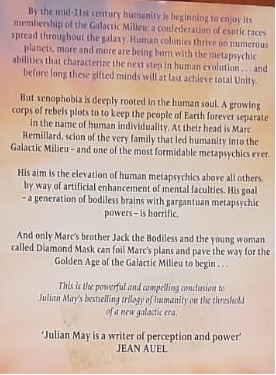 By the mid-21st century humanity is beginning to enjoy its
membership of the Galactic Milieu: a confederation of exotic races
spread throughout the galaxy. Human colonies thrive on numerous
planets, more and more are being born with the metapsychic
abilities that characterize the next step in human evolution . . . and
before long these gifted minds will at last achieve total Unity.
But xenophobia is deeply rooted in the human soul. A growing
corps of rebels plots to to keep the people of Earth forever separate
in the name of human individuality. At their head is Marc
Remillard, scion of the very family that led humanity into the
Galactic Milieu – and one of the most formidable metapsychics ever.
His aim is the elevation of human metapsychics above all others,
by way of artificial enhancement of mental faculties. His goal
– a generation of bodiless brains with gargantuan metapsychic
powers – is horrific.
And only Marc's brother Jack the Bodiless and the young woman
called Diamond Mask can foil Marc's plans and pave the way for the
Golden Age of the Galactic Milieu to begin . . .
This is the powerful and compelling conclusion to
Julian May's bestselling trilogy of humanity on the threshold
of a new galactic era.
'Julian May is a writer of perception and power'
JEAN AUEL